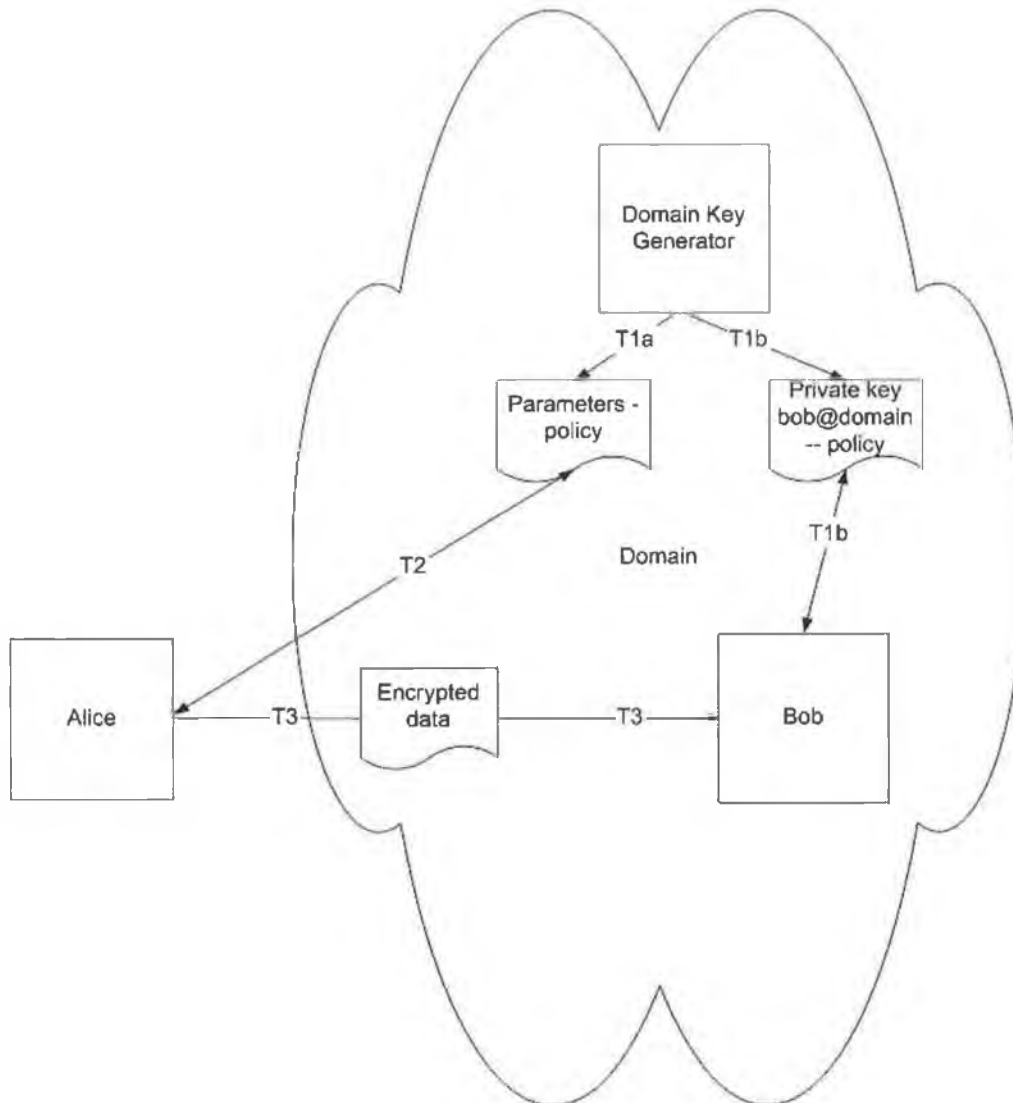 Domain Key
Generator
T1a
T1b
Parameters -
policy
Private key
bob@domain
-- policy
T1b
T2
Domain
Alice
T3
Encrypted
data
T3
Bob